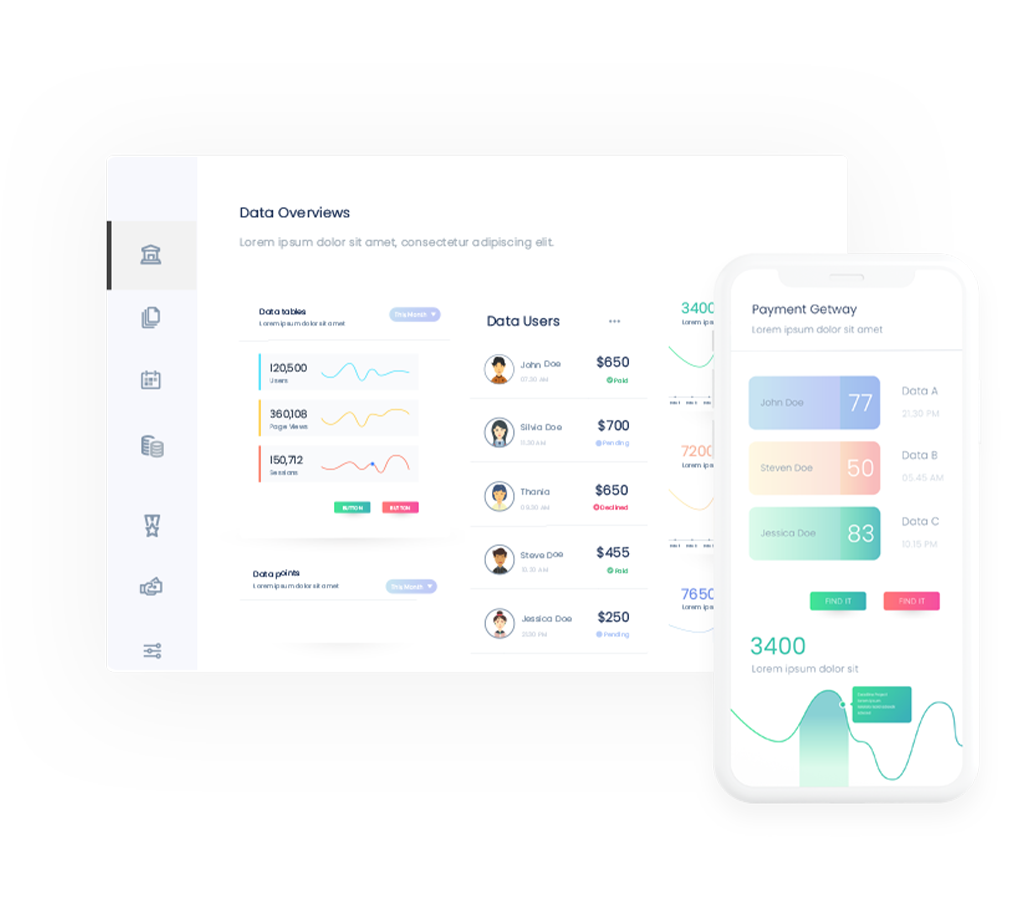 Data Overviews
Lorem ipsum dolor sit amet, consectetur adipiscing elit.
Data tables
Lorem ipsum dolor sit amet
This Month
120,500
Users
360,108
Page Views
150,712
Sessions
BUTTON
BUTTON
Data points
Lorem ipsum dolor sit amet
This Month
Data Users
John Doe
07.30 AM
$650
Paid
Silvia Doe
11.30 AM
$700
Pending
Thania
$650
Declined
Steve Doe
10.30 AM
$455
Paid
Jessica Doe
21.30 PM
$250
Pending
3400
Lorem ips
7200
Lorem ips
7650
Lorem ips
Payment Getway
Lorem ipsum dolor sit amet
John Doe
77
Data A
21.30 PM
Steven Doe
50
Data B
05.45 AM
Jessica Doe
83
Data C
10.15 PM
FIND IT
FIND IT
3400
Lorem ipsum dolor sit